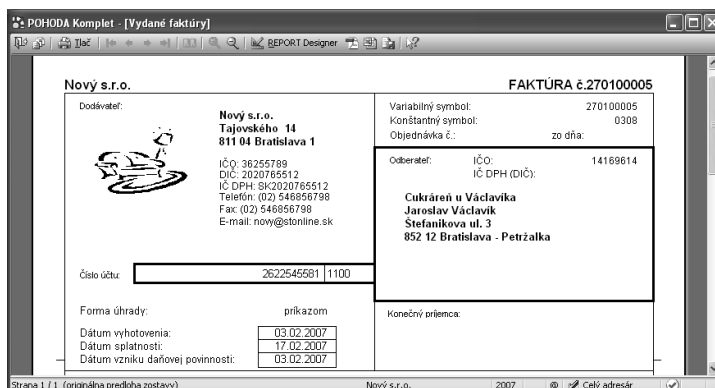 POHODA Komplet - [Vydané faktúry]
Tlač
REPORT Designer
Nový s.r.o.
FAKTÚRA č.270100005
Dodávateľ:
Nový s.r.o.
Tajovského 14
811 04 Bratislava 1
IČO: 36255789
DIČ: 2020765512
IČ DPH: SK2020765512
Telefón: (02) 546856798
Fax: (02) 546856798
E-mail: novy@stonline.sk
Číslo účtu: 2622545581 1100
Forma úhrady: príkazom
Dátum vyhotovenia: 03.02.2007
Dátum splatnosti: 17.02.2007
Dátum vzniku daňovej povinnosti: 03.02.2007
Variabilný symbol: 270100005
Konštantný symbol: 0308
Objednávka č.: zo dňa:
Odberateľ: IČO: 14169614
IČ DPH (DIČ):
Cukráreň u Václavíka
Jaroslav Václavík
Štefanikova ul. 3
852 12 Bratislava - Petržalka
Konečný príjemca:
Strana 1 / 1 (originálna predloha zostavy) Nový s.r.o. 2007 @ Celý adresár